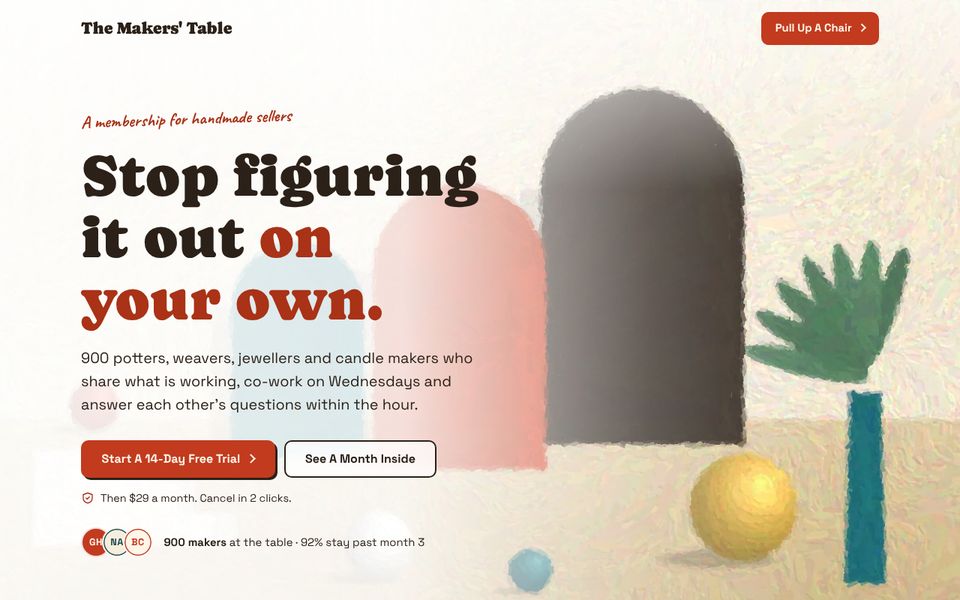 The Makers' Table
Pull Up A Chair
A membership for handmade sellers
Stop figuring
it out on
your own.
900 potters, weavers, jewellers and candle makers who
share what is working, co-work on Wednesdays and
answer each other’s questions within the hour.
Start A 14-Day Free Trial
See A Month Inside
Then $29 a month. Cancel in 2 clicks.
GH NA BC
900 makers at the table · 92% stay past month 3